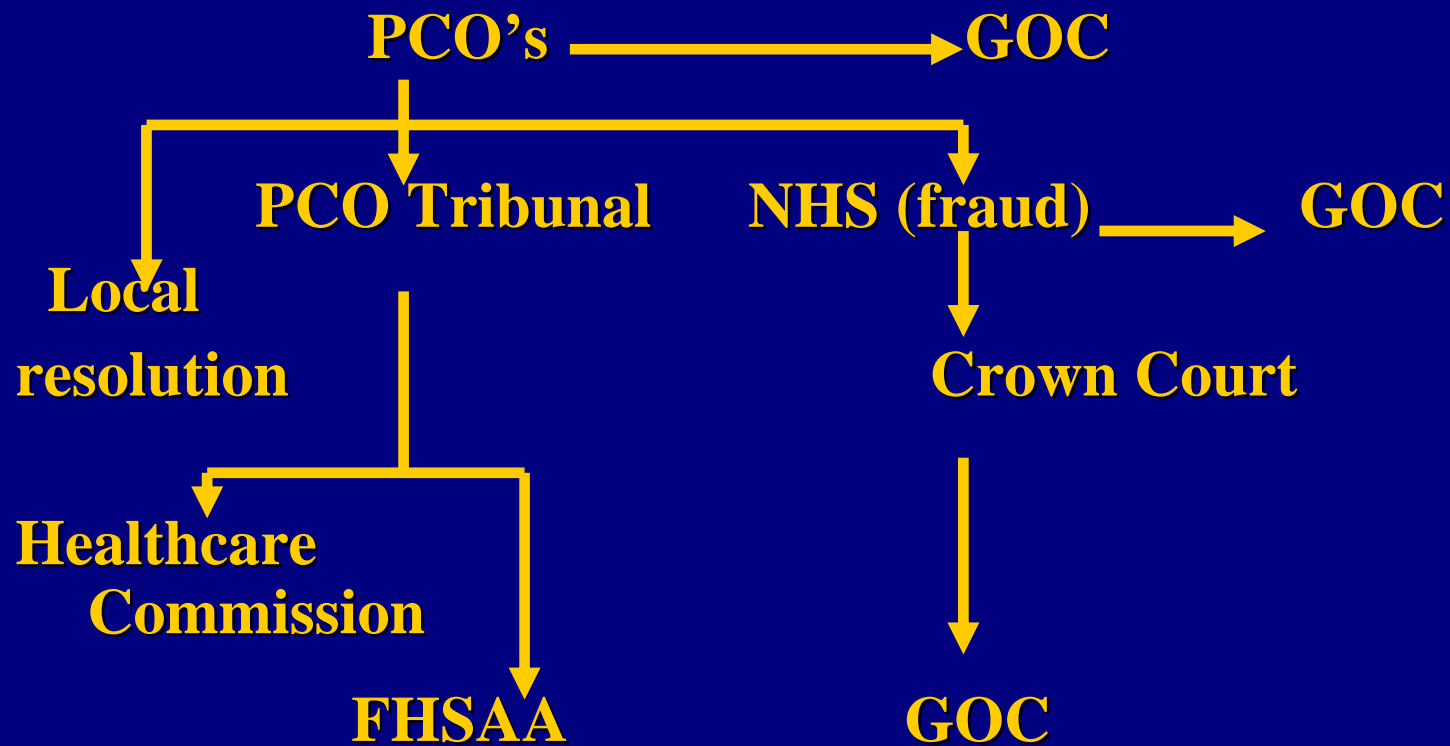 PCO’s GOC
PCO Tribunal NHS (fraud) GOC
Local
resolution Crown Court
Healthcare
Commission
FHSAA GOC